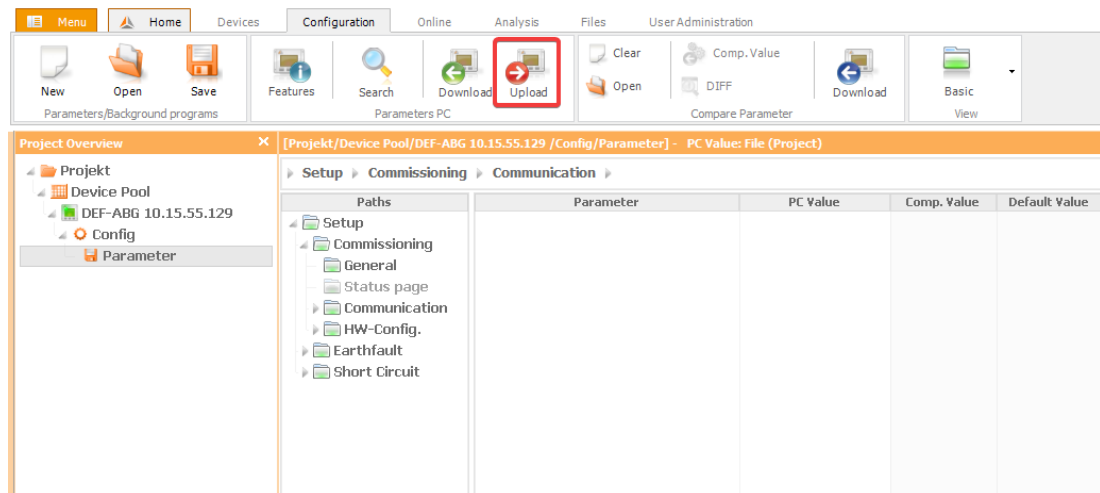 Menu Home Devices Configuration Online Analysis Files User Administration
New Open Save Features Search Download Upload Clear Comp. Value Download Basic
Open DIFF
Parameters/Background programs Parameters PC Compare Parameter View
Project Overview × [Projekt/Device Pool/DEF-ABG 10.15.55.129 /Config/Parameter] - PC Value: File (Project)
Projekt
Device Pool
DEF-ABG 10.15.55.129
Config
Parameter
Setup Commissioning Communication
Paths Parameter PC Value Comp. Value Default Value
Setup
Commissioning
General
Status page
Communication
HW-Config.
Earthfault
Short Circuit